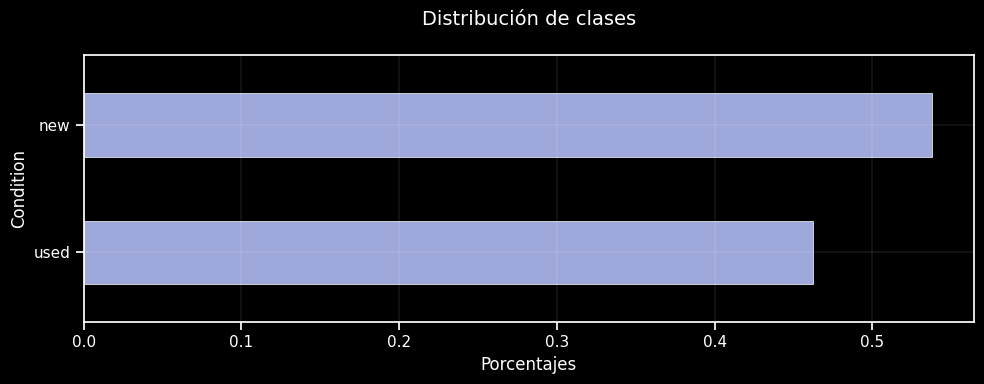 Distribución de clases
Condition
new
used
0.0 0.1 0.2 0.3 0.4 0.5
Porcentajes